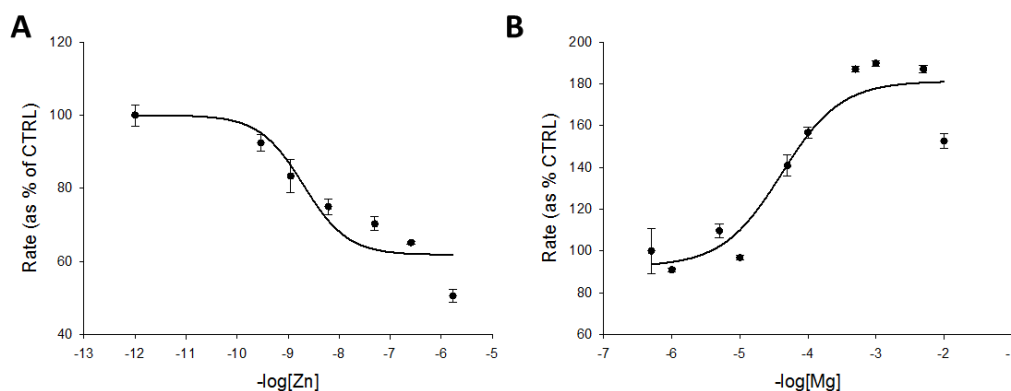 A
120
100
80
60
40
Rate (as % of CTRL)
-13 -12 -11 -10 -9 -8 -7 -6 -5
-log[Zn]
B
200
180
160
140
120
100
80
60
Rate (as % CTRL)
-7 -6 -5 -4 -3 -2 -1
-log[Mg]